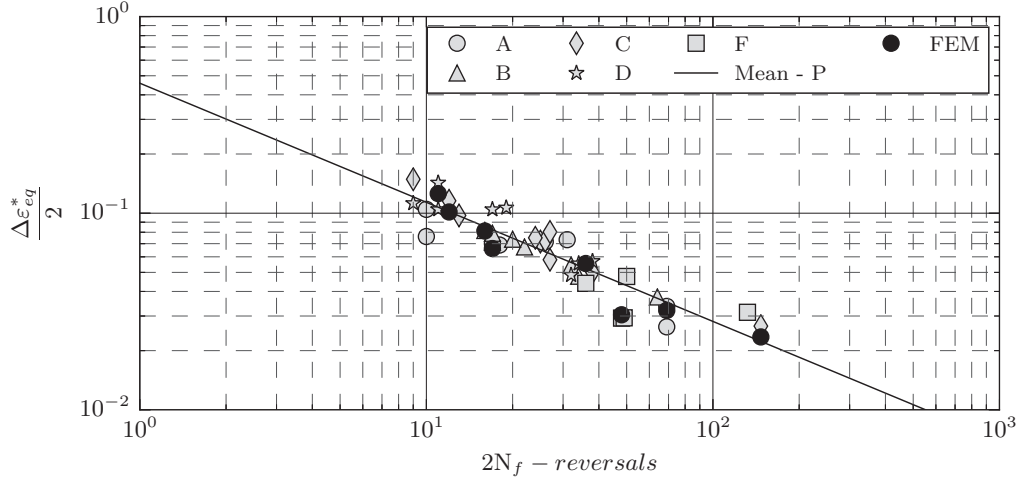 10^0
A C F FEM
B D Mean - P
Δε*_eq / 2
10^−1
10^−2
10^0 10^1 10^2 10^3
2N_f − reversals